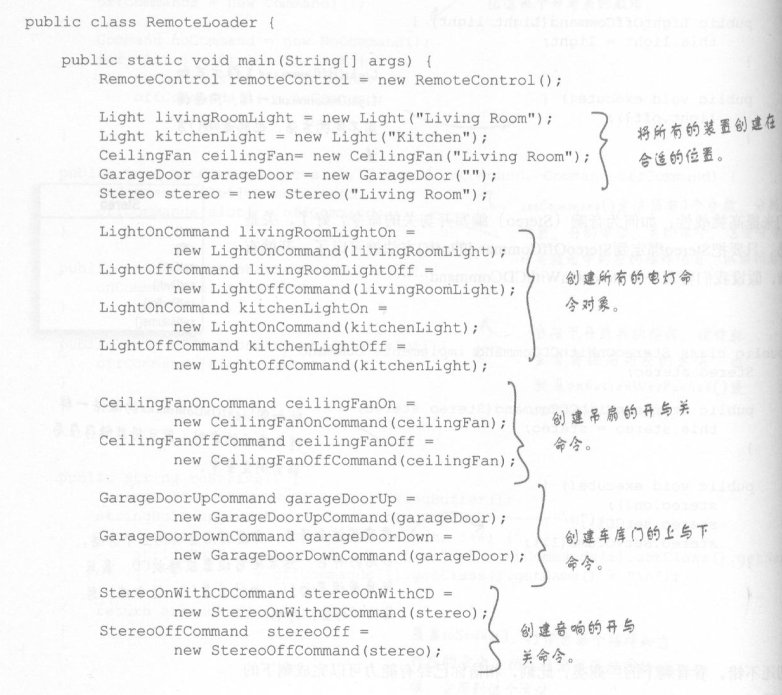 public class RemoteLoader {
public static void main(String[] args) {
RemoteControl remoteControl = new RemoteControl();
Light livingRoomLight = new Light("Living Room");
Light kitchenLight = new Light("Kitchen");
CeilingFan ceilingFan= new CeilingFan("Living Room");
GarageDoor garageDoor = new GarageDoor("");
Stereo stereo = new Stereo("Living Room");
将所有的装置创建在
合适的位置。
LightOnCommand livingRoomLightOn =
new LightOnCommand(livingRoomLight);
LightOffCommand livingRoomLightOff =
new LightOffCommand(livingRoomLight);
LightOnCommand kitchenLightOn =
new LightOnCommand(kitchenLight);
LightOffCommand kitchenLightOff =
new LightOffCommand(kitchenLight);
创建所有的电灯命
令对象。
CeilingFanOnCommand ceilingFanOn =
new CeilingFanOnCommand(ceilingFan);
CeilingFanOffCommand ceilingFanOff =
new CeilingFanOffCommand(ceilingFan);
创建吊扇的开与关
命令。
GarageDoorUpCommand garageDoorUp =
new GarageDoorUpCommand(garageDoor);
GarageDoorDownCommand garageDoorDown =
new GarageDoorDownCommand(garageDoor);
创建车库门的上与下
命令。
StereoOnWithCDCommand stereoOnWithCD =
new StereoOnWithCDCommand(stereo);
StereoOffCommand stereoOff =
new StereoOffCommand(stereo);
创建音响的开与
关命令。